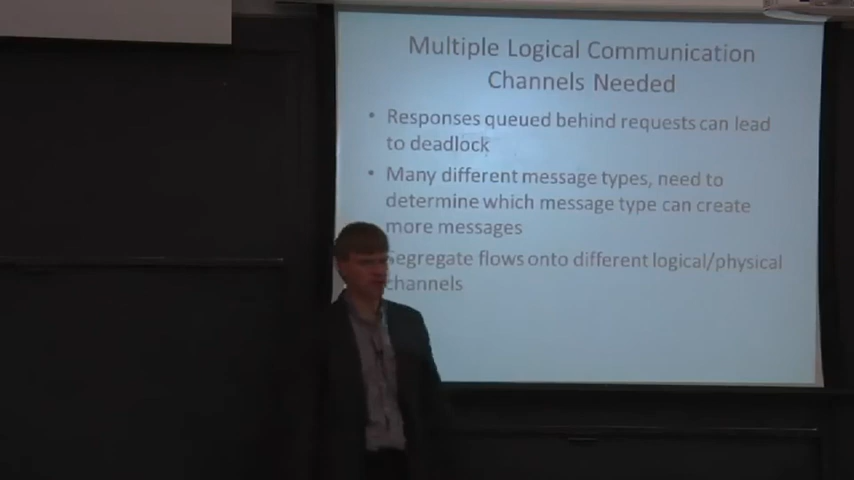 Multiple Logical Communication
Channels Needed
• Responses queued behind requests can lead
to deadlock
• Many different message types, need to
determine which message type can create
more messages
Segregate flows onto different logical/physical
channels